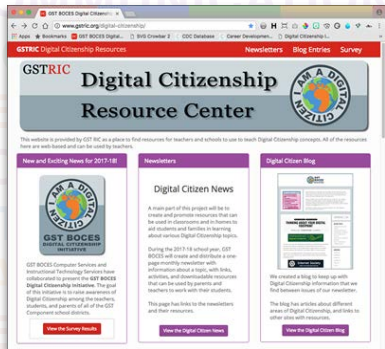 GST BOCES Digital Citizensh
www.gstric.org/digital-citizenship/
Apps Bookmarks GST BOCES Digital... SVG Crowbar 2 CDC Database Career Developmen... Digital Citizenship I...
GSTRIC Digital Citizenship Resources Newsletters Blog Entries Survey
GSTRIC
Digital Citizenship
Resource Center
I AM A DIGITAL CITIZEN
This website is provided by GST RIC as a place to find resources for teachers and schools to use to teach Digital Citizenship concepts. All of the resources
here are web-based and can be used by teachers.
New and Exciting News for 2017-18!
I AM A DIGITAL CITIZEN
GST BOCES
DIGITAL CITIZENSHIP
INITIATIVE
GST BOCES Computer Services and
Instructional Technology Services have
collaborated to present the GST BOCES
Digital Citizenship Initiative. The goal
of this initiative is to raise awareness of
Digital Citizenship among the teachers,
students, and parents of all of the GST
Component school districts.
View the Survey Results
Newsletters
Digital Citizen News
A main part of this project will be to
create and promote resources that can
be used in classrooms and in homes to
aid students and families in learning
about various Digital Citizenship topics.
During the 2017-18 school year, GST
BOCES will create and distribute a one-
page-monthly newsletter with
information about a topic, with links,
activities, and downloadable resources
that can be used by parents and
teachers to work with their students.
This page has links to the newsletters
and their resources.
View the Digital Citizen News
Digital Citizen Blog
We created a blog to keep up with
Digital Citizenship information that we
find between issues of our newsletter.
The blog has articles about different
areas of Digital Citizenship, and links to
other sites with resources.
View the Digital Citizen Blog